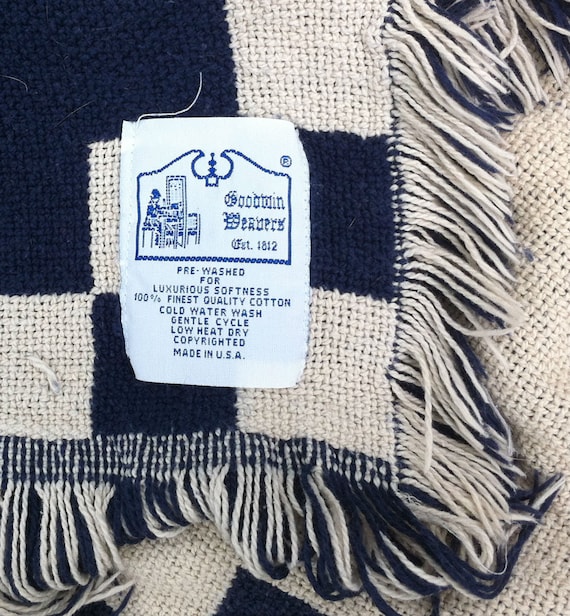 ®
Goodwin
Weavers
Est. 1812
PRE-WASHED
FOR
LUXURIOUS SOFTNESS
100% FINEST QUALITY COTTON
COLD WATER WASH
GENTLE CYCLE
LOW HEAT DRY
COPYRIGHTED
MADE IN U.S.A.